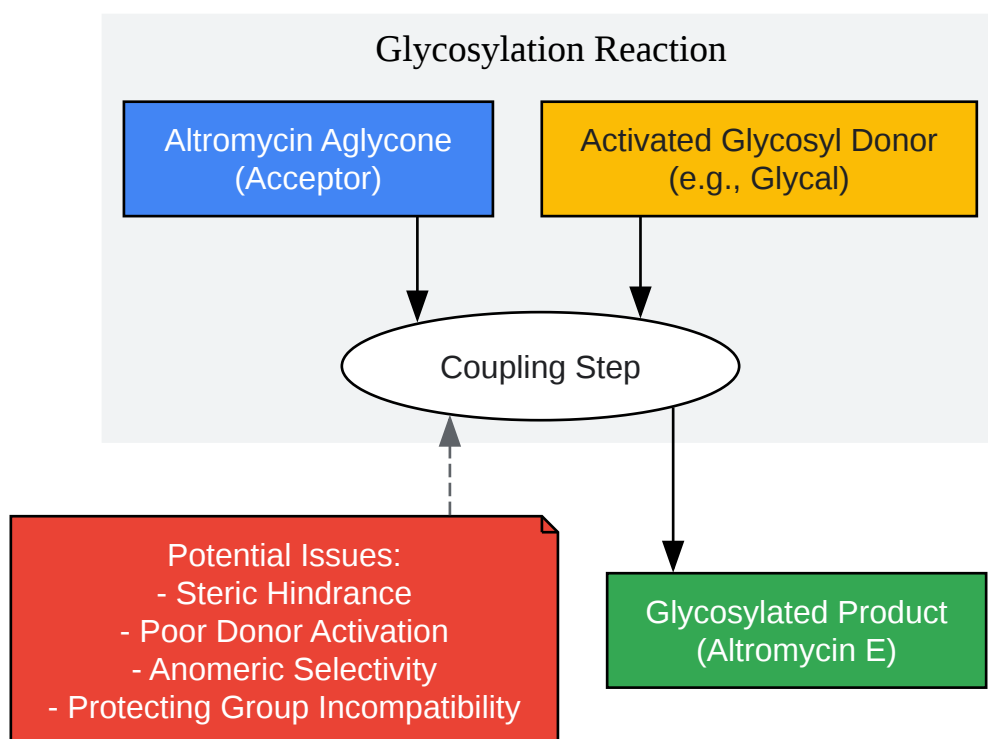 Glycosylation Reaction
Altromycin Aglycone
(Acceptor)
Activated Glycosyl Donor
(e.g., Glycal)
Coupling Step
Potential Issues:
- Steric Hindrance
- Poor Donor Activation
- Anomeric Selectivity
- Protecting Group Incompatibility
Glycosylated Product
(Altromycin E)